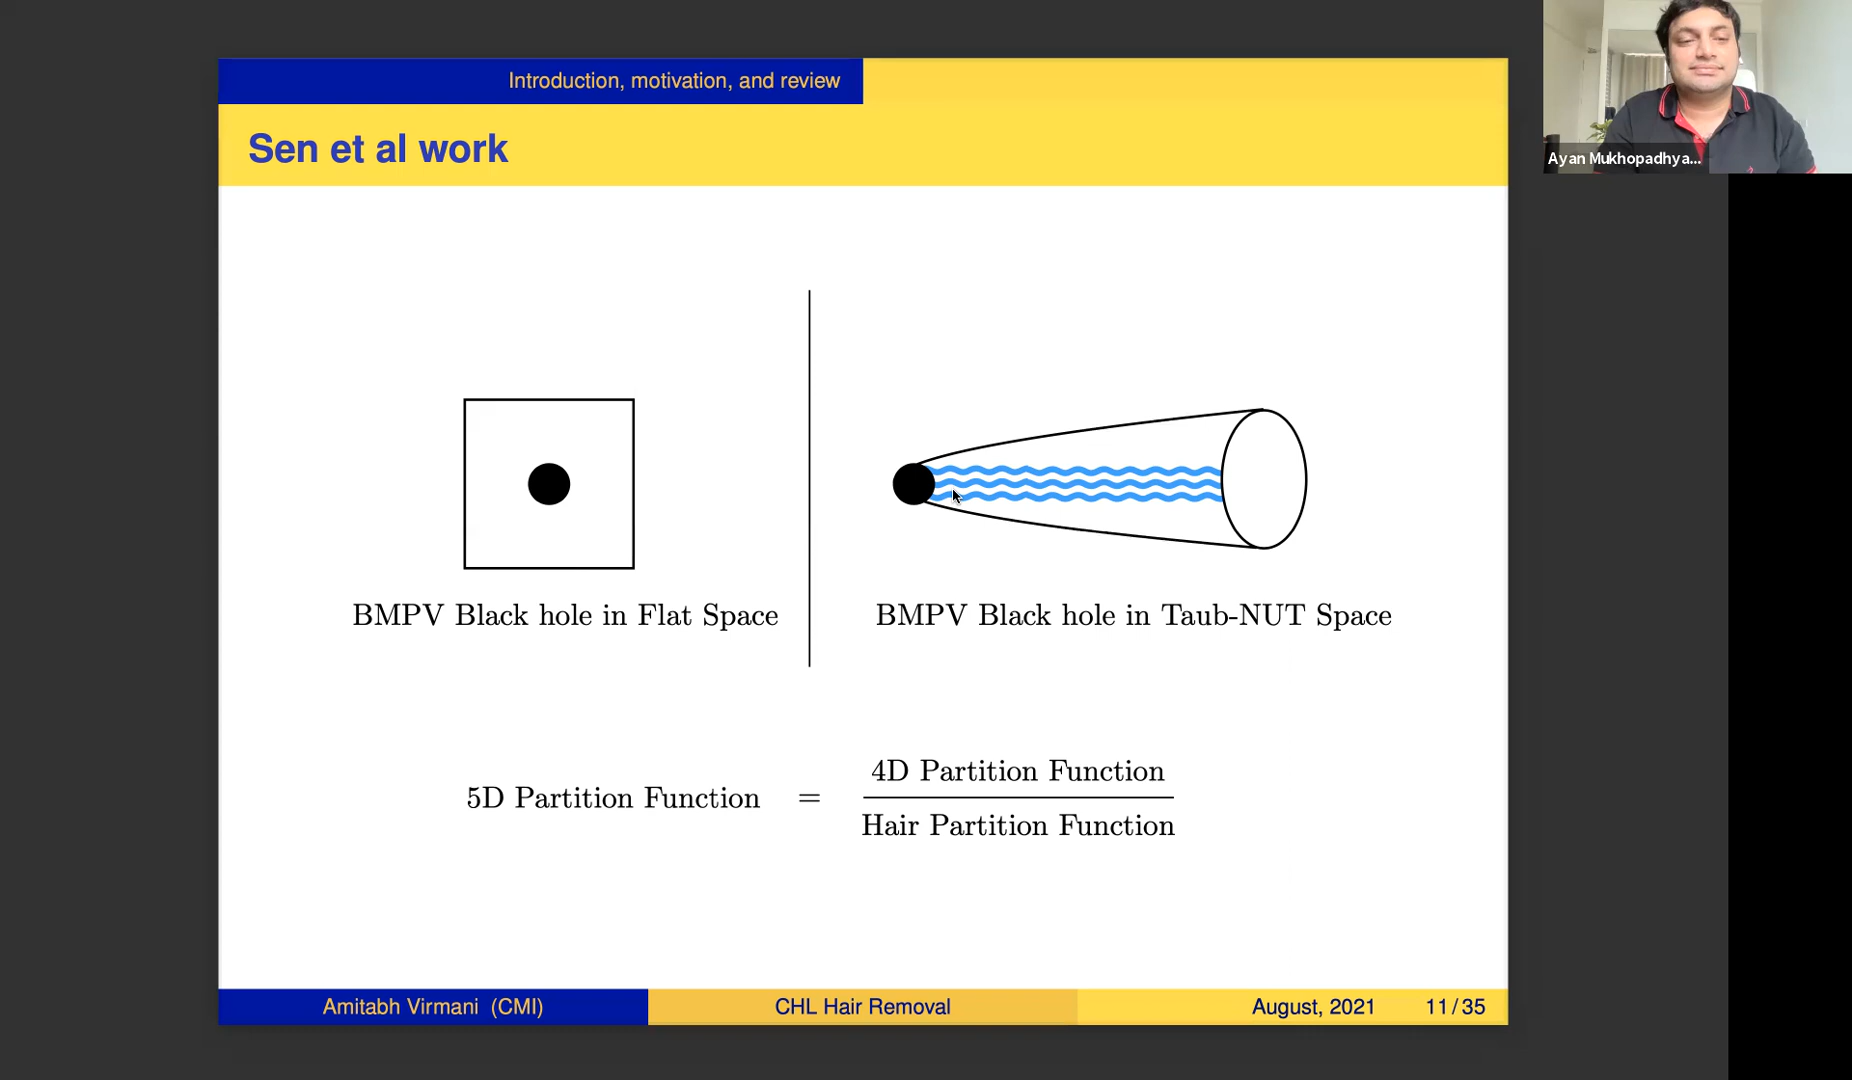 Introduction, motivation, and review
Sen et al work
BMPV Black hole in Flat Space
BMPV Black hole in Taub-NUT Space
5D Partition Function = 4D Partition Function
Hair Partition Function
Amitabh Virmani (CMI)
CHL Hair Removal
August, 2021
11/35
Ayan Mukhopadhya...